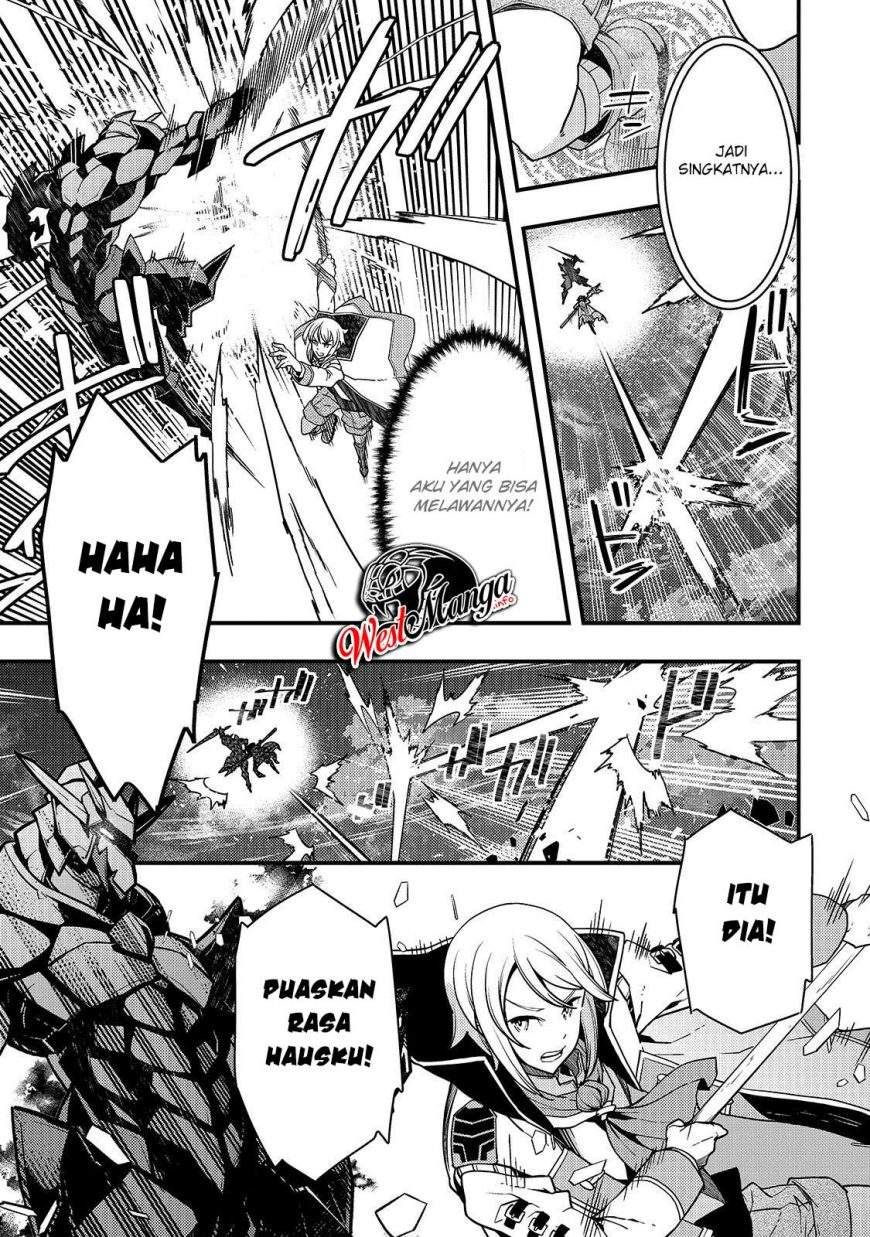 JADI
SINGKATNYA...
HANYA
AKU YANG BISA
MELAWANNYA!
WestManga
.info
HAHA
HA!
ITU
DIA!
PUASKAN
RASA
HAUSKU!